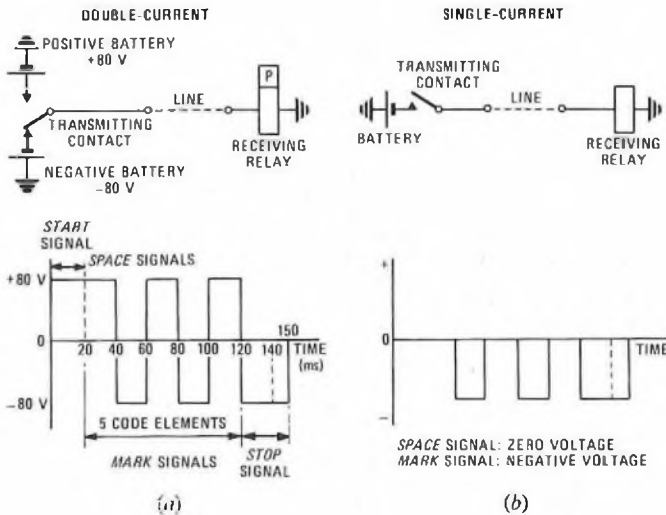 DOUBLE-CURRENT
POSITIVE BATTERY
+80 V
P
LINE
TRANSMITTING
CONTACT
RECEIVING
RELAY
NEGATIVE BATTERY
-80 V
SINGLE-CURRENT
TRANSMITTING
CONTACT
LINE
BATTERY
RECEIVING
RELAY
START
SIGNAL
SPACE SIGNALS
+80 V
0
150
20 40 60 80 100 120 140 TIME
(ms)
-80 V
5 CODE ELEMENTS
MARK SIGNALS
STOP
SIGNAL
(a)
+
0
TIME
−
SPACE SIGNAL: ZERO VOLTAGE
MARK SIGNAL: NEGATIVE VOLTAGE
(b)